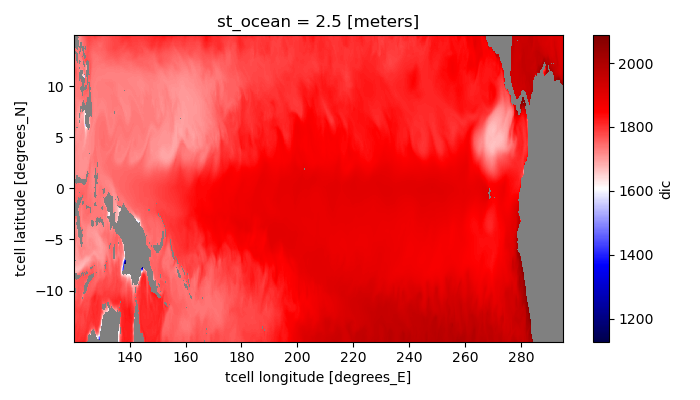 st_ocean = 2.5 [meters]
10
5
0
−5
−10
tcell latitude [degrees_N]
140 160 180 200 220 240 260 280
tcell longitude [degrees_E]
2000
1800
1600
1400
1200
dic